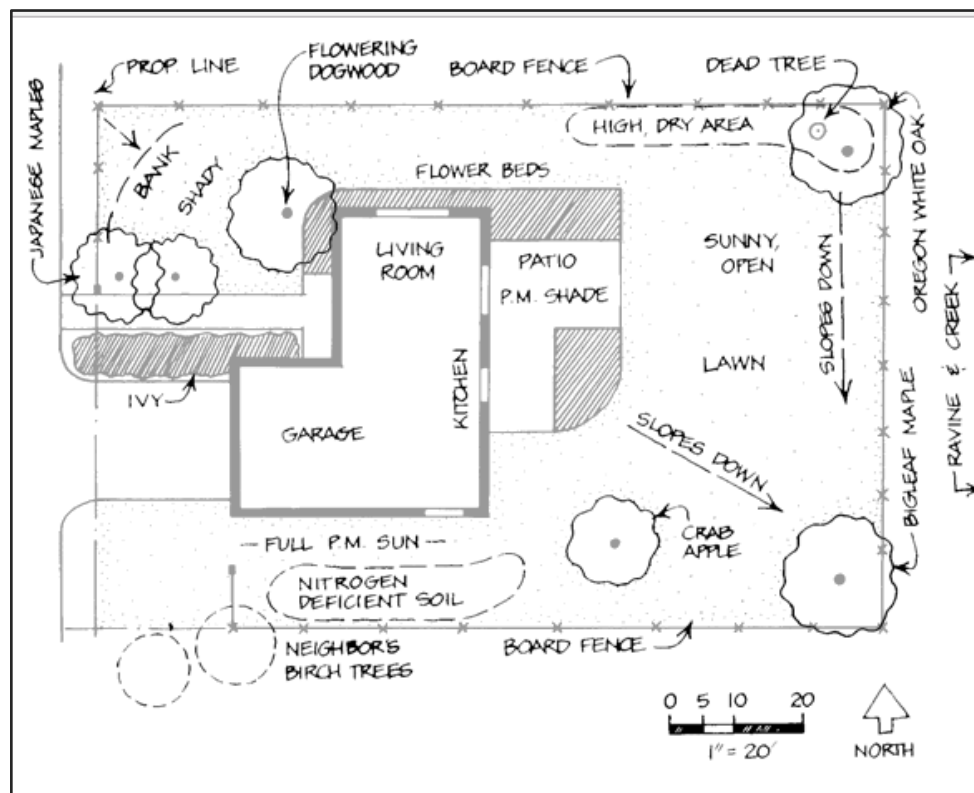 PROP. LINE
FLOWERING
DOGWOOD
BOARD FENCE
DEAD TREE
JAPANESE MAPLES
HIGH, DRY AREA
BANK
SHADY
FLOWER BEDS
OREGON WHITE OAK
LIVING
ROOM
PATIO
P.M. SHADE
SUNNY,
OPEN
SLOPES DOWN
RAVINE & CREEK
LAWN
KITCHEN
IVY
GARAGE
SLOPES DOWN
BIGLEAF MAPLE
CRAB
APPLE
FULL P.M. SUN
NITROGEN
DEFICIENT SOIL
NEIGHBOR'S
BIRCH TREES
BOARD FENCE
0 5 10 20
1" = 20'
NORTH